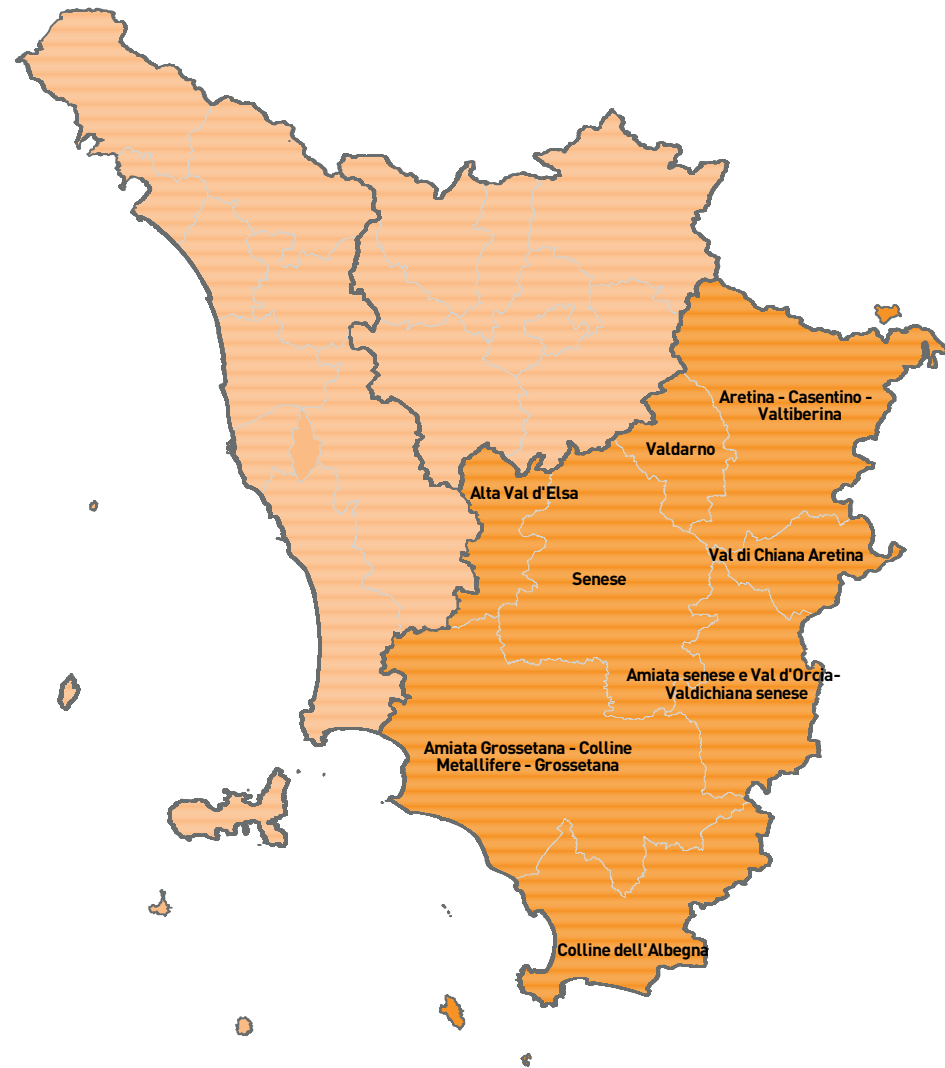 Aretina - Casentino -
Valtiberina
Valdarno
Alta Val d'Elsa
Val di Chiana Aretina
Senese
Amiata senese e Val d'Orcia-
Valdichiana senese
Amiata Grossetana - Colline
Metallifere - Grossetana
Colline dell'Albegna